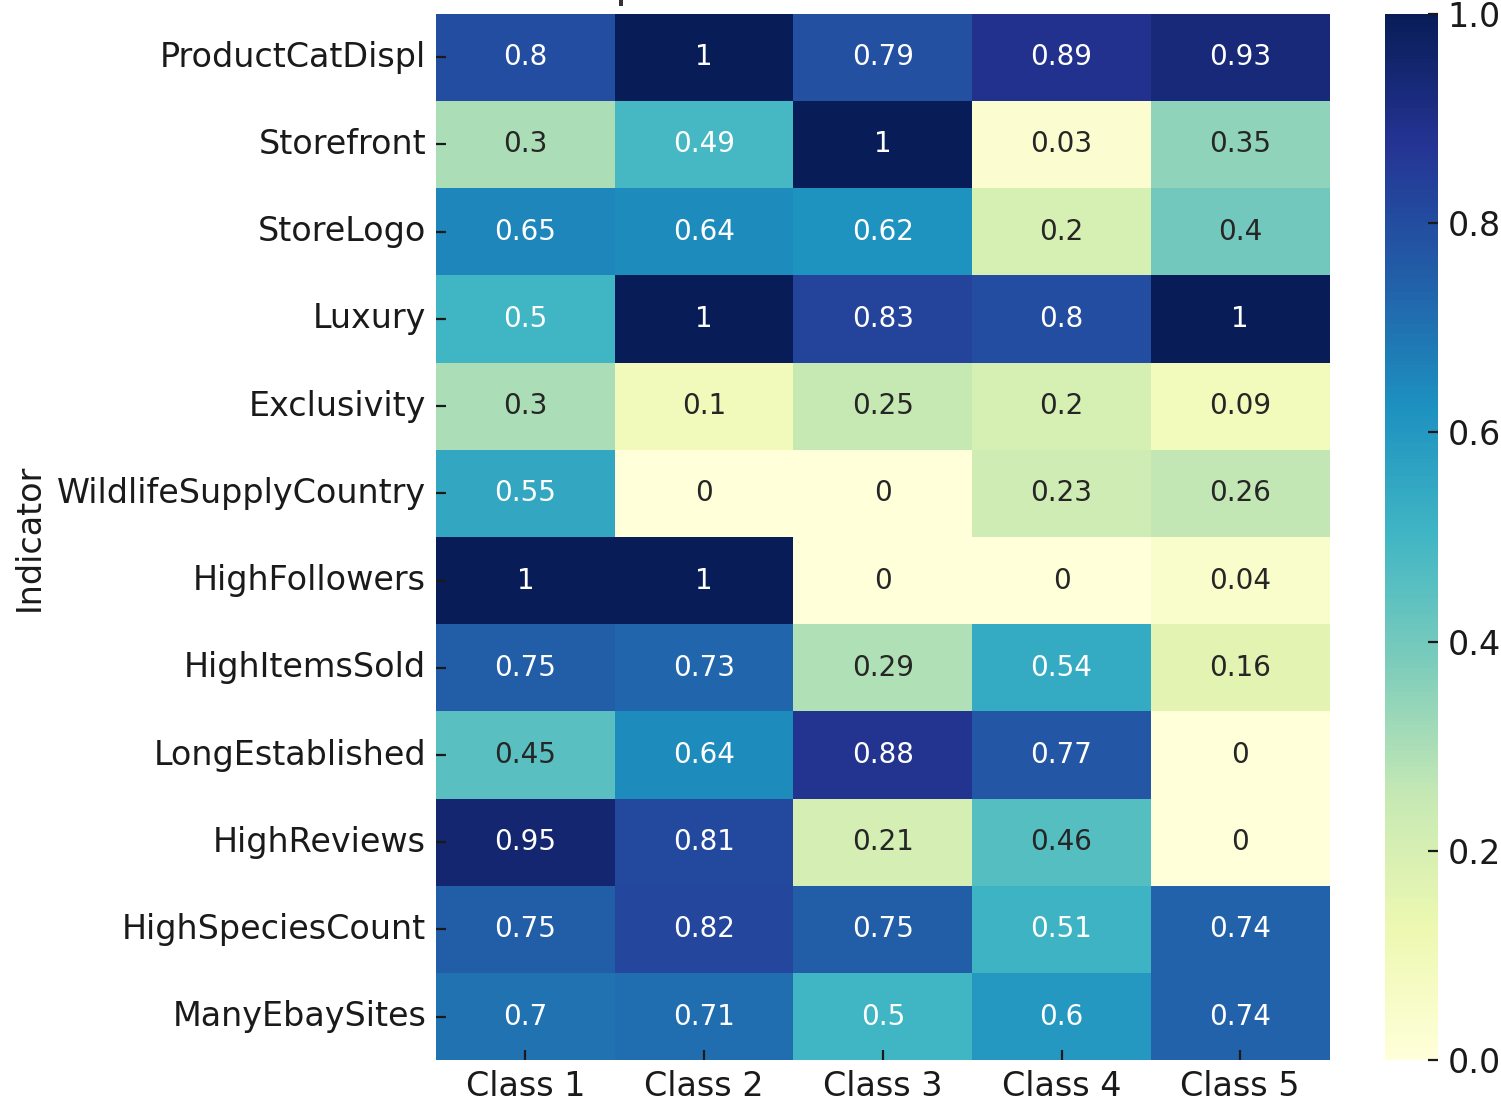 ProductCatDispl 0.8 1 0.79 0.89 0.93
Storefront 0.3 0.49 1 0.03 0.35
StoreLogo 0.65 0.64 0.62 0.2 0.4
Luxury 0.5 1 0.83 0.8 1
Exclusivity 0.3 0.1 0.25 0.2 0.09
WildlifeSupplyCountry 0.55 0 0 0.23 0.26
HighFollowers 1 1 0 0 0.04
HighItemsSold 0.75 0.73 0.29 0.54 0.16
LongEstablished 0.45 0.64 0.88 0.77 0
HighReviews 0.95 0.81 0.21 0.46 0
HighSpeciesCount 0.75 0.82 0.75 0.51 0.74
ManyEbaySites 0.7 0.71 0.5 0.6 0.74
Class 1 Class 2 Class 3 Class 4 Class 5
Indicator
1.0
0.8
0.6
0.4
0.2
0.0